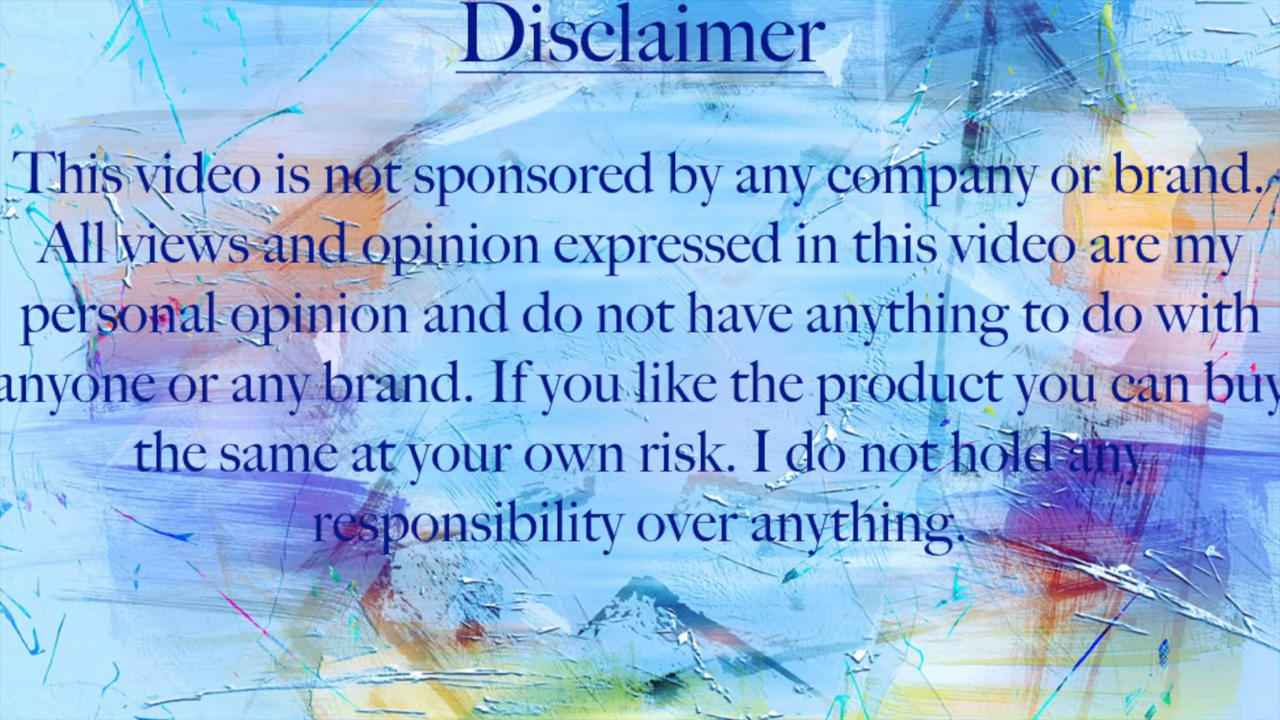 Disclaimer
This video is not sponsored by any company or brand.
All views and opinion expressed in this video are my
personal opinion and do not have anything to do with
anyone or any brand. If you like the product you can buy
the same at your own risk. I do not hold any
responsibility over anything.